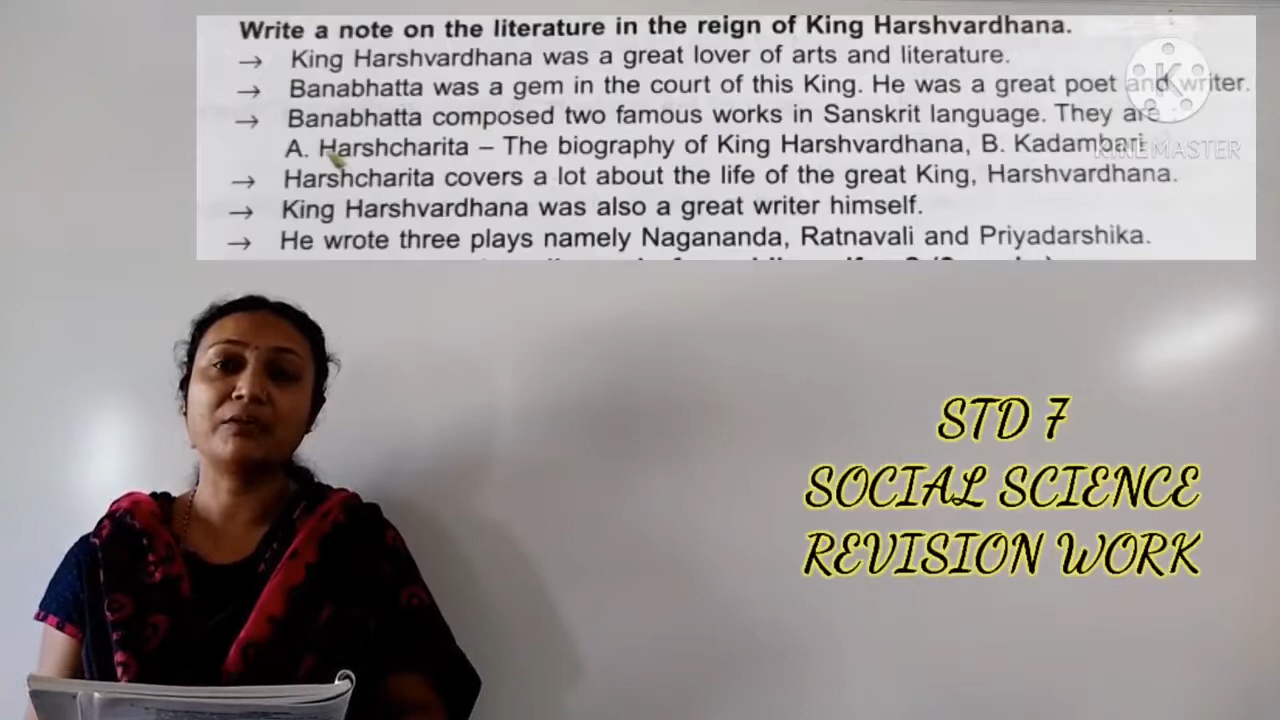 Write a note on the literature in the reign of King Harshvardhana.
→ King Harshvardhana was a great lover of arts and literature.
→ Banabhatta was a gem in the court of this King. He was a great poet and writer.
→ Banabhatta composed two famous works in Sanskrit language. They are
A. Harshcharita – The biography of King Harshvardhana, B. Kadambari
→ Harshcharita covers a lot about the life of the great King, Harshvardhana.
→ King Harshvardhana was also a great writer himself.
→ He wrote three plays namely Nagananda, Ratnavali and Priyadarshika.
K
KINEMASTER
STD 7
SOCIAL SCIENCE
REVISION WORK